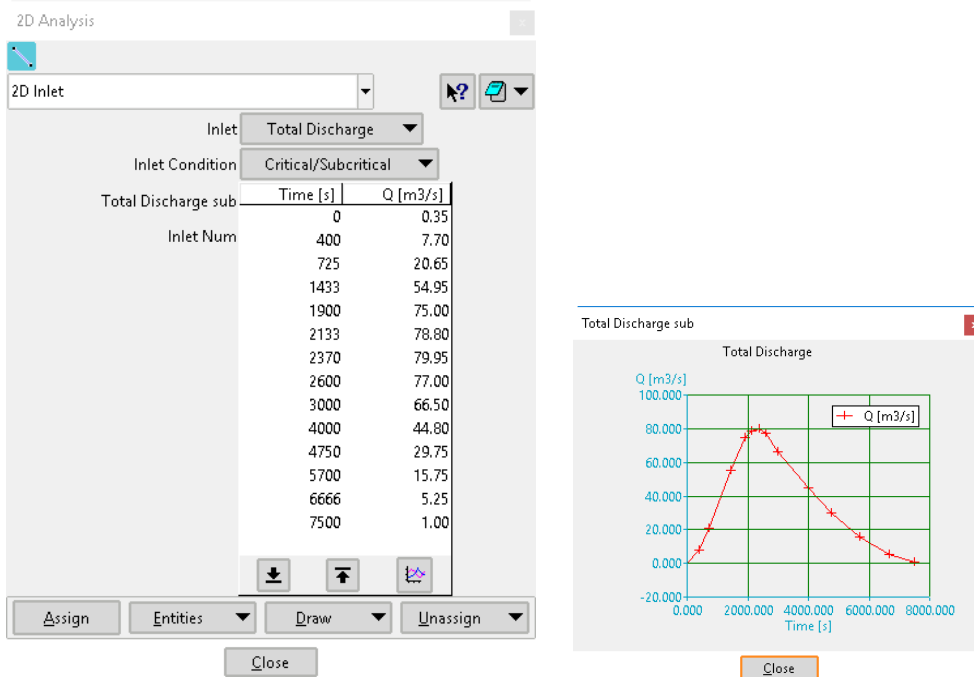 2D Analysis
2D Inlet
Inlet Total Discharge
Inlet Condition Critical/Subcritical
Total Discharge sub
Inlet Num
Time [s] Q [m3/s]
0 0.35
400 7.70
725 20.65
1433 54.95
1900 75.00
2133 78.80
2370 79.95
2600 77.00
3000 66.50
4000 44.80
4750 29.75
5700 15.75
6666 5.25
7500 1.00
Assign Entities Draw Unassign
Close
Total Discharge sub
Total Discharge
Q [m3/s]
100.000
80.000
60.000
40.000
20.000
0.000
-20.000
Q [m3/s]
0.000 2000.000 4000.000 6000.000 8000.000
Time [s]
Close